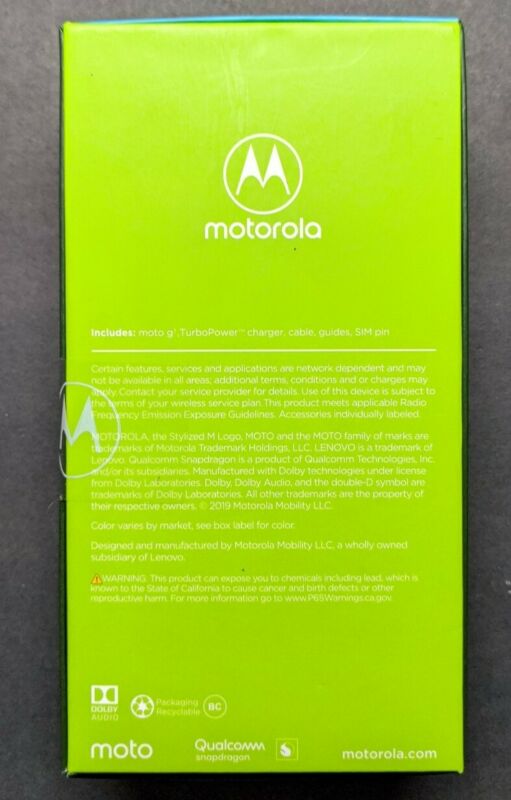 motorola
Includes: moto g⁷, TurboPower™ charger, cable, guides, SIM pin
Certain features, services and applications are network dependent and may
not be available in all areas; additional terms, conditions and or charges may
apply. Contact your service provider for details. Use of this device is subject to
the terms of your wireless service plan. This product meets applicable Radio
Frequency Emission Exposure Guidelines. Accessories individually labeled.
MOTOROLA, the Stylized M Logo, MOTO and the MOTO family of marks are
trademarks of Motorola Trademark Holdings, LLC. LENOVO is a trademark of
Lenovo. Qualcomm Snapdragon is a product of Qualcomm Technologies, Inc.
and/or its subsidiaries. Manufactured with Dolby technologies under license
from Dolby Laboratories. Dolby, Dolby Audio, and the double-D symbol are
trademarks of Dolby Laboratories. All other trademarks are the property of
their respective owners. © 2019 Motorola Mobility LLC.
Color varies by market, see box label for color.
Designed and manufactured by Motorola Mobility LLC, a wholly owned
subsidiary of Lenovo.
⚠WARNING: This product can expose you to chemicals including lead, which is
known to the State of California to cause cancer and birth defects or other
reproductive harm. For more information go to www.P65Warnings.ca.gov.
DOLBY
AUDIO
Packaging
Recyclable
BC
moto
Qualcomm
snapdragon
motorola.com